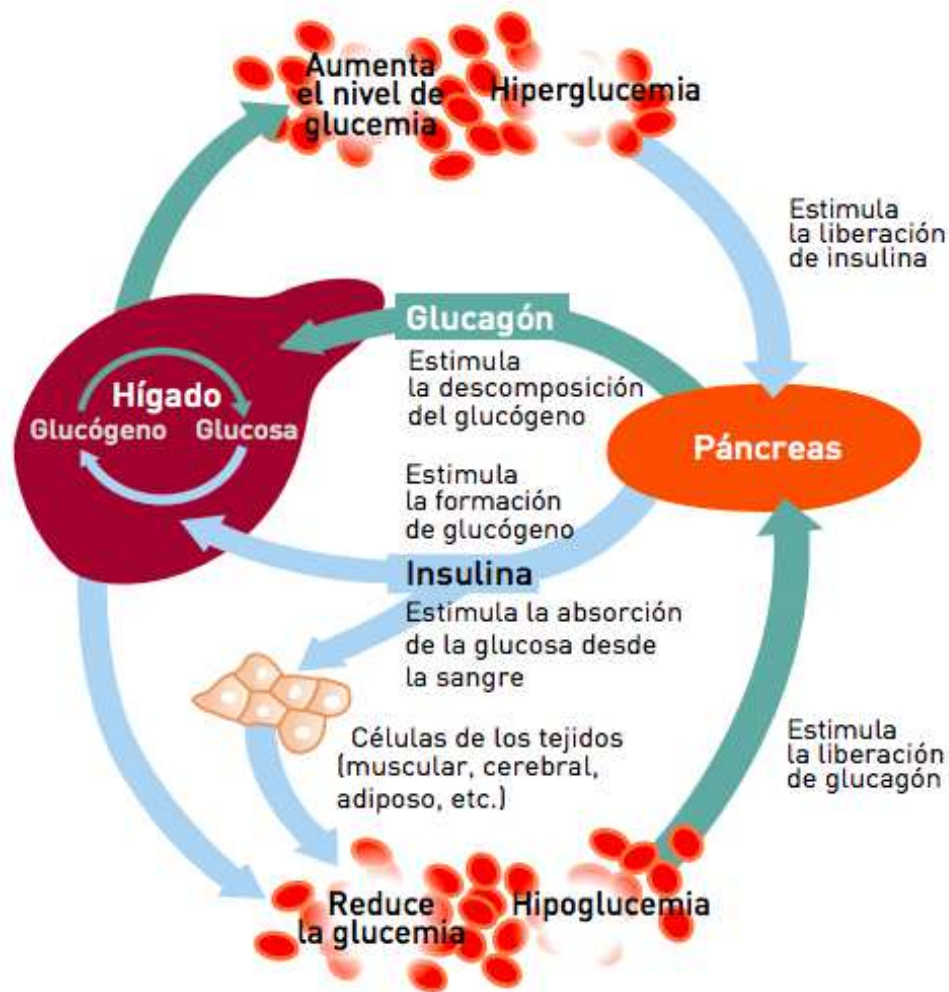 Aumenta
el nivel de
glucemia
Hiperglucemia
Estimula
la liberación
de insulina
Glucagón
Estimula
la descomposición
del glucógeno
Hígado
Glucógeno Glucosa
Páncreas
Estimula
la formación
de glucógeno
Insulina
Estimula la absorción
de la glucosa desde
la sangre
Células de los tejidos
(muscular, cerebral,
adiposo, etc.)
Estimula
la liberación
de glucagón
Reduce
la glucemia
Hipoglucemia